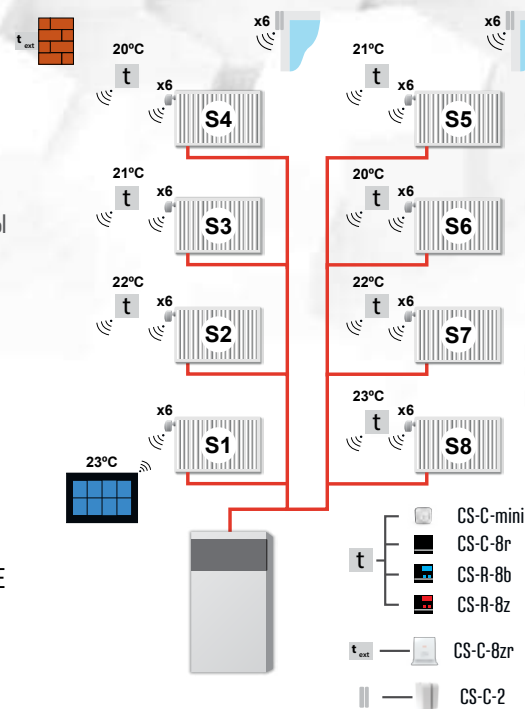 x6
x6
t ext
20ºC
21ºC
t
x6
t
x6
S4
S5
21ºC
20ºC
t
x6
t
x6
S3
S6
22ºC
22ºC
t
x6
t
x6
S2
S7
23ºC
t
x6
x6
S1
S8
23ºC
t
CS-C-mini
CS-C-8r
CS-R-8b
CS-R-8z
t ext
CS-C-8zr
CS-C-2